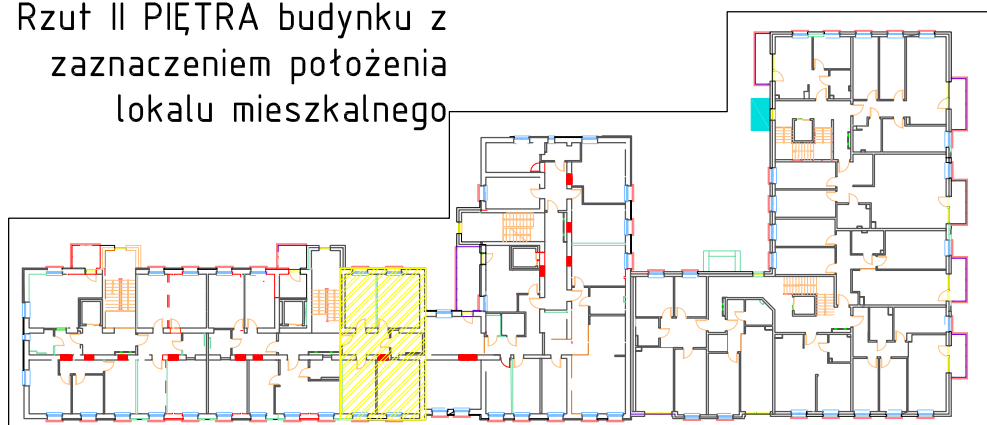 Rzut II PIĘTRA budynku z
zaznaczeniem położenia
lokalu mieszkalnego